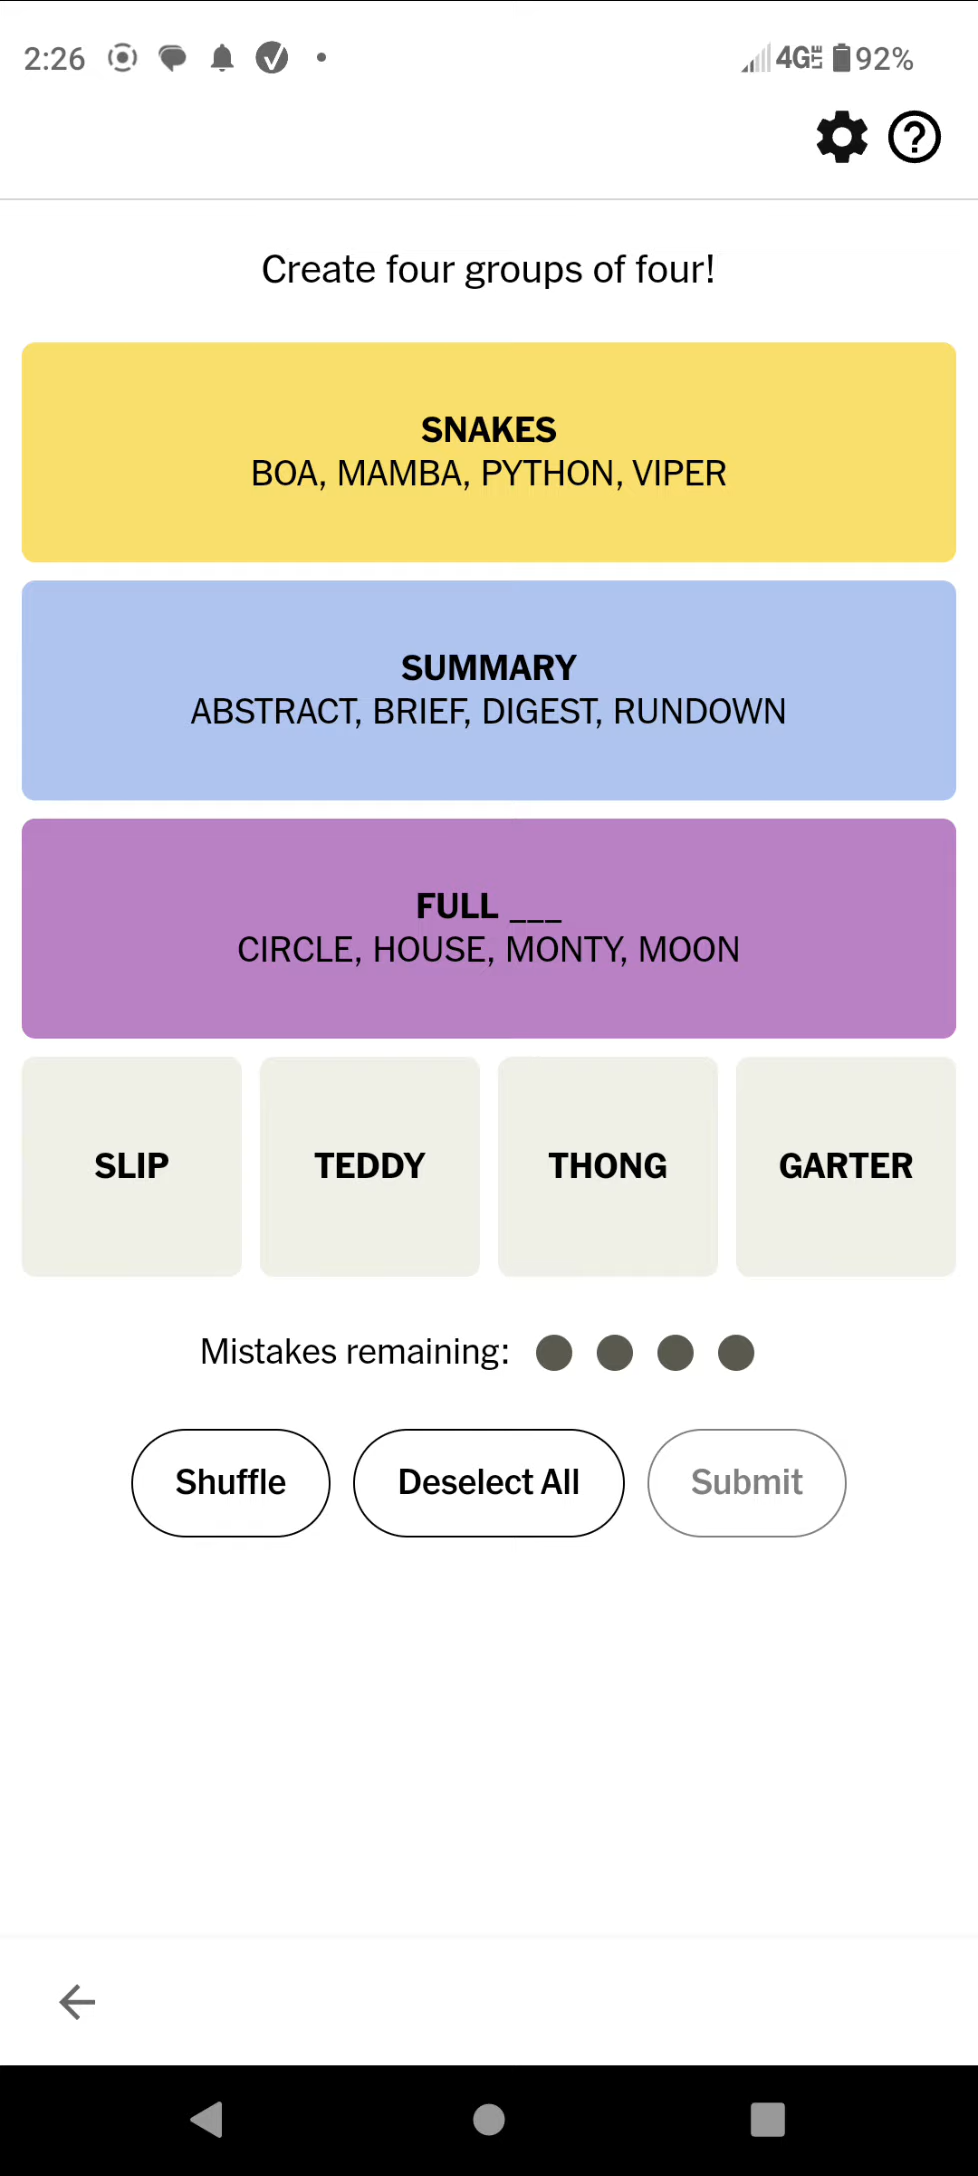 2:26 4G LTE 92%
Create four groups of four!
SNAKES
BOA, MAMBA, PYTHON, VIPER
SUMMARY
ABSTRACT, BRIEF, DIGEST, RUNDOWN
FULL ___
CIRCLE, HOUSE, MONTY, MOON
SLIP TEDDY THONG GARTER
Mistakes remaining:
Shuffle Deselect All Submit